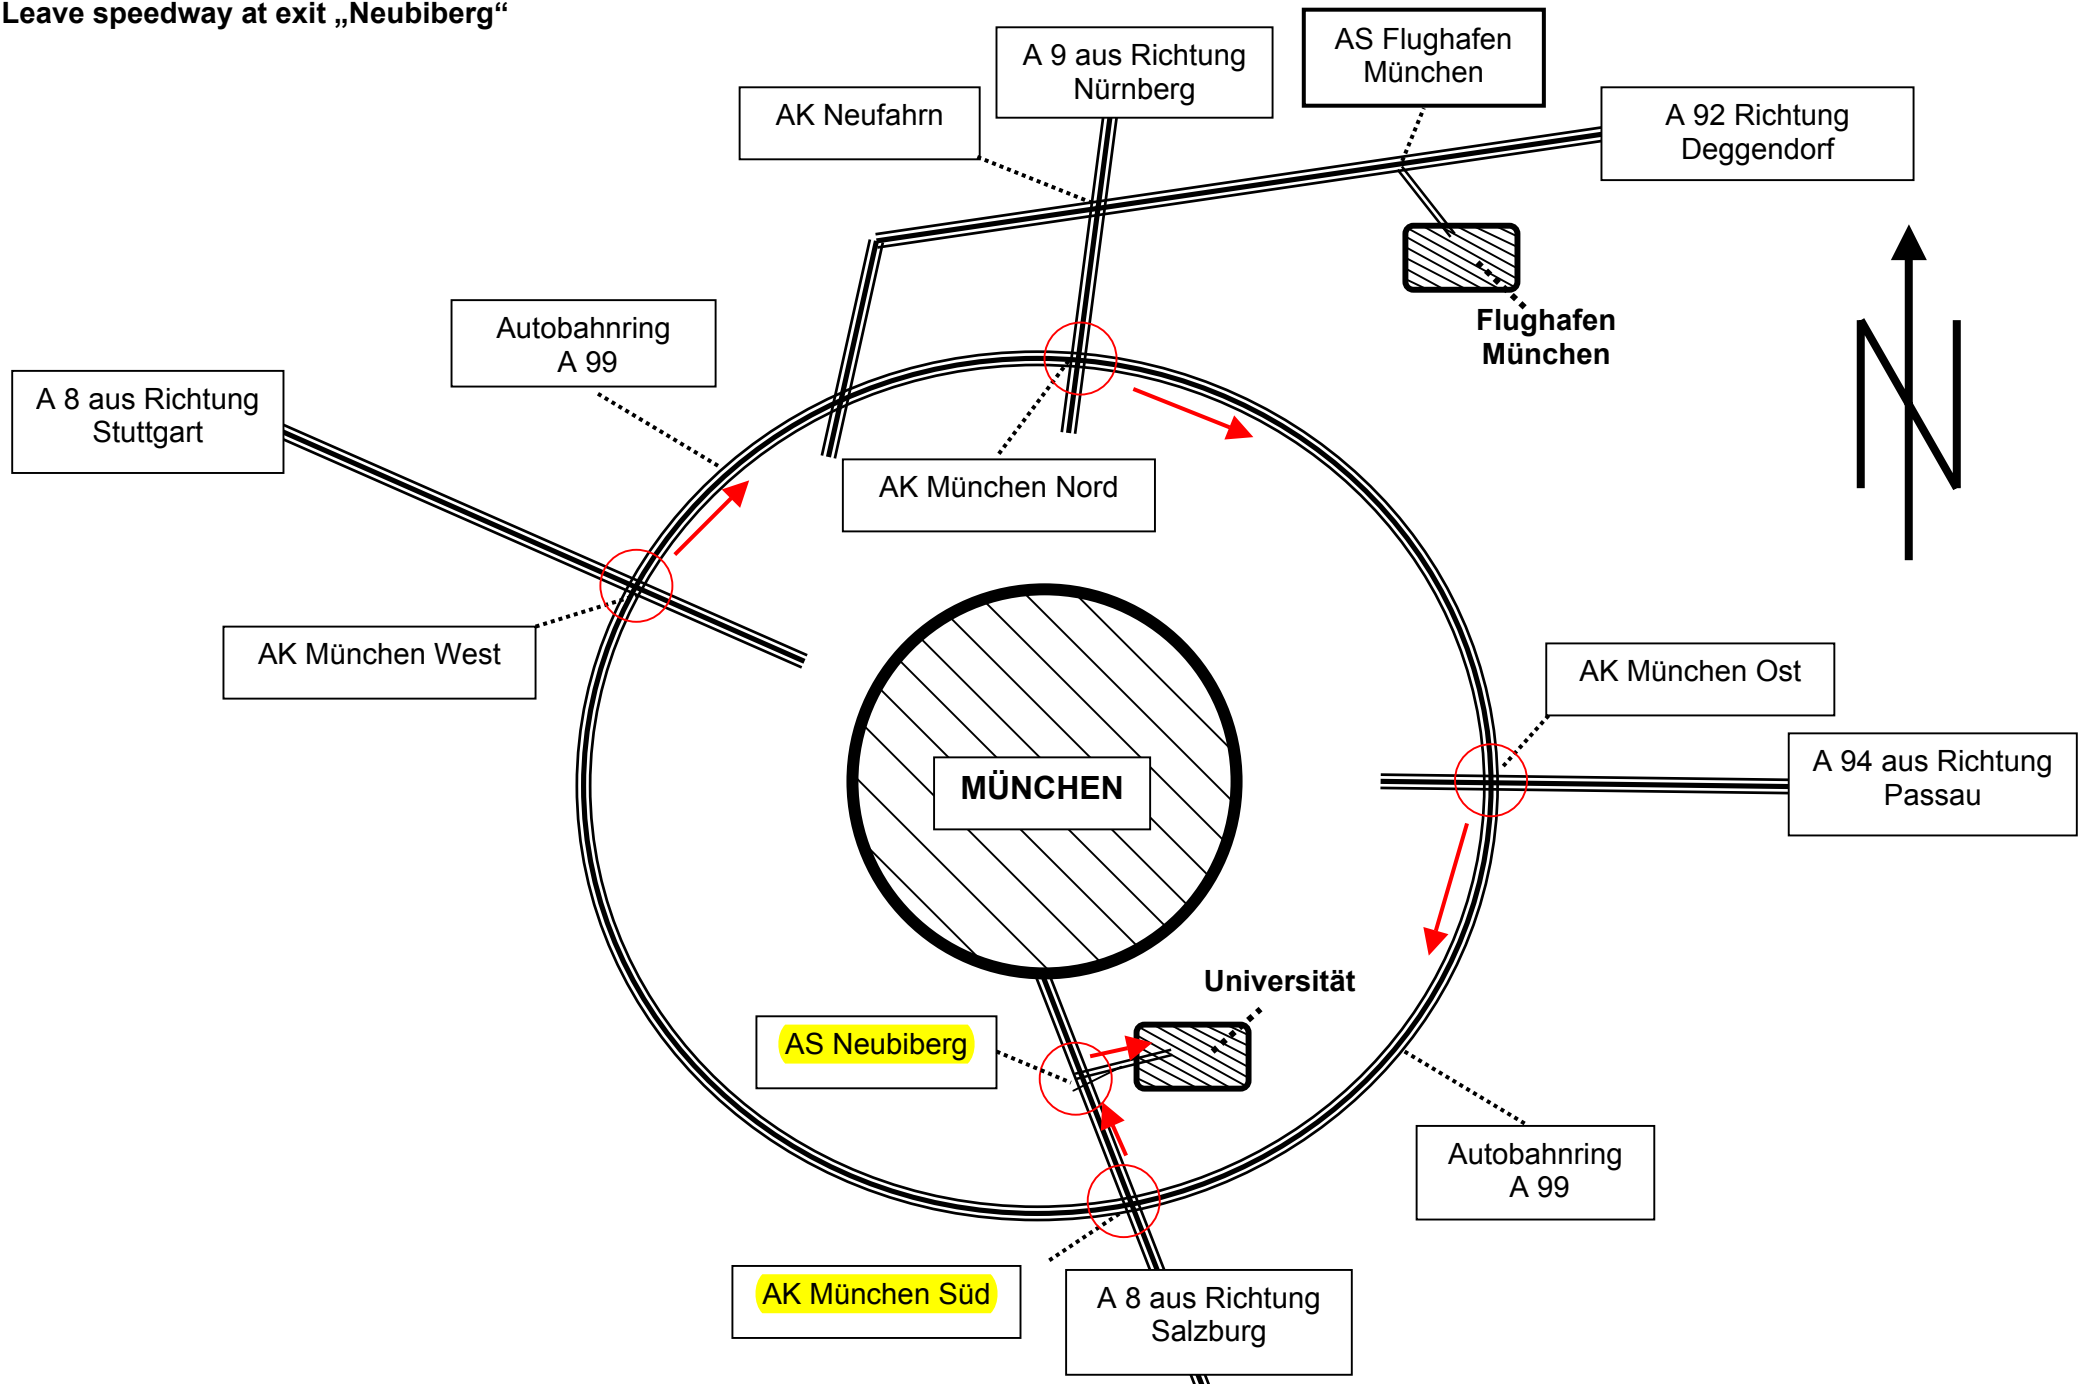 Leave speedway at exit „Neubiberg“
A 9 aus Richtung
Nürnberg
AS Flughafen
München
AK Neufahrn
A 92 Richtung
Deggendorf
Flughafen
München
Autobahnring
A 99
A 8 aus Richtung
Stuttgart
N
AK München Nord
AK München West
AK München Ost
A 94 aus Richtung
Passau
MÜNCHEN
Universität
AS Neubiberg
Autobahnring
A 99
AK München Süd
A 8 aus Richtung
Salzburg